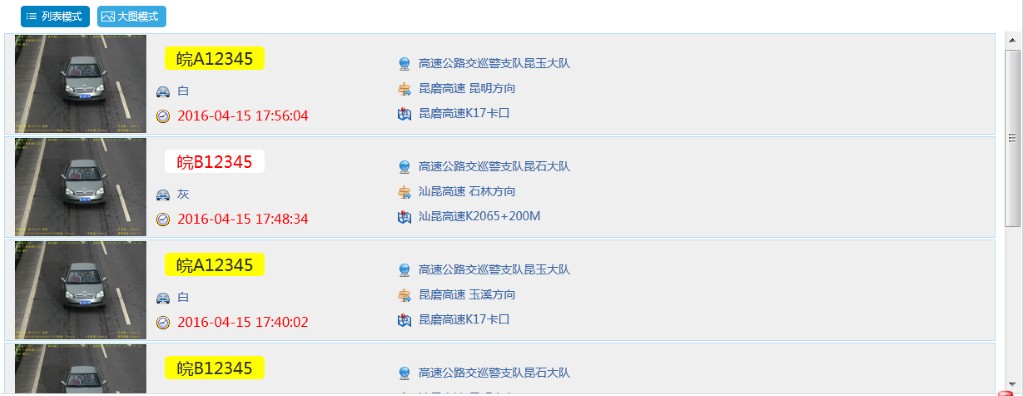 列表模式 大图模式
皖A12345
白
2016-04-15 17:56:04
高速公路交巡警支队昆玉大队
昆磨高速 昆明方向
昆磨高速K17卡口
皖B12345
灰
2016-04-15 17:48:34
高速公路交巡警支队昆石大队
汕昆高速 石林方向
汕昆高速K2065+200M
皖A12345
白
2016-04-15 17:40:02
高速公路交巡警支队昆玉大队
昆磨高速 玉溪方向
昆磨高速K17卡口
皖B12345
高速公路交巡警支队昆石大队